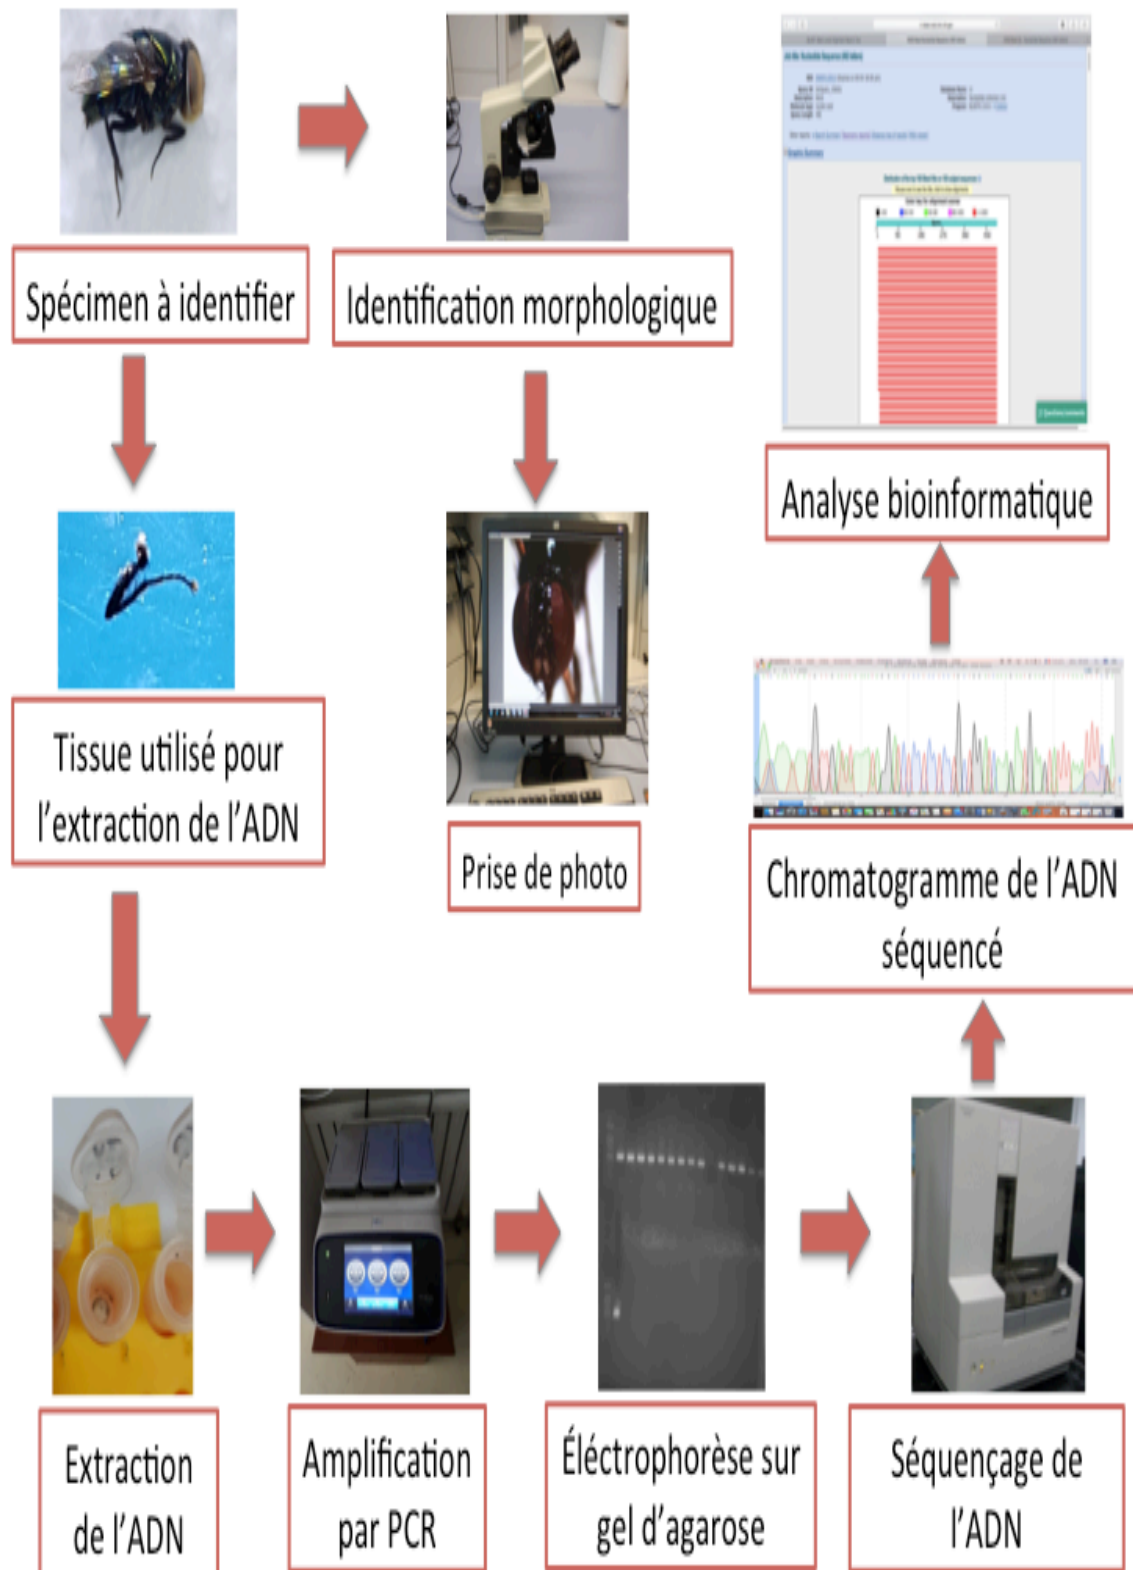 Spécimen à identifier
Identification morphologique
Analyse bioinformatique
Tissue utilisé pour
l'extraction de l'ADN
Prise de photo
Chromatogramme de l'ADN
séquencé
Extraction
de l'ADN
Amplification
par PCR
Éléctrophorèse sur
gel d'agarose
Séquençage de
l'ADN